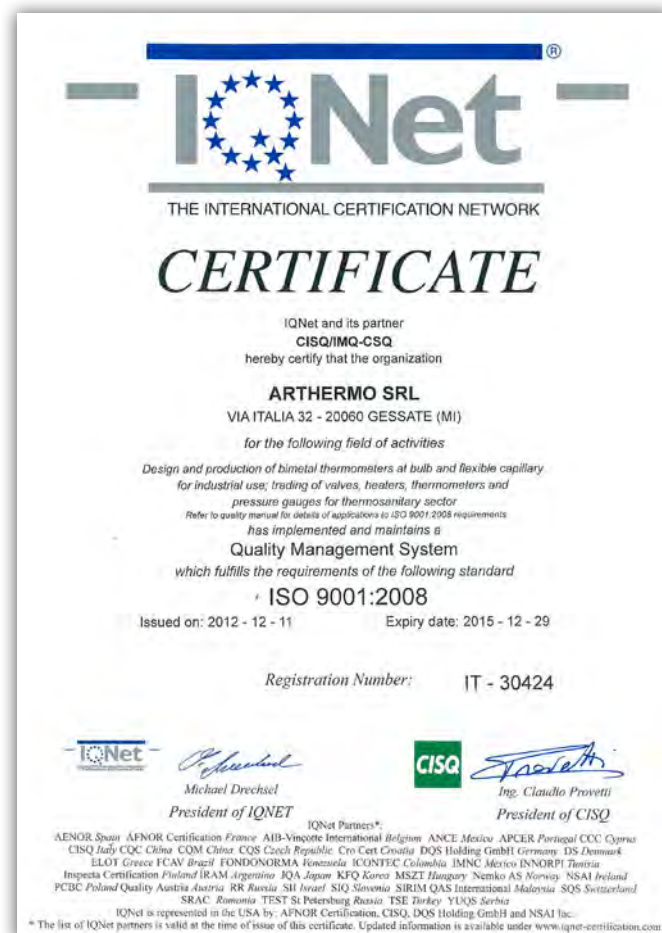 IQNet ®
THE INTERNATIONAL CERTIFICATION NETWORK
CERTIFICATE
IQNet and its partner
CISQ/IMQ-CSQ
hereby certify that the organization
ARTHERMO SRL
VIA ITALIA 32 - 20060 GESSATE (MI)
for the following field of activities
Design and production of bimetal thermometers at bulb and flexible capillary
for industrial use; trading of valves, heaters, thermometers and
pressure gauges for thermosanitary sector
Refer to quality manual for details of applications to ISO 9001:2008 requirements
has implemented and maintains a
Quality Management System
which fulfills the requirements of the following standard
ISO 9001:2008
Issued on: 2012 - 12 - 11 Expiry date: 2015 - 12 - 29
Registration Number: IT - 30424
IQNet
CISQ
Michael Drechsel Ing. Claudio Provetti
President of IQNET President of CISQ
IQNet Partners*:
AENOR Spain AFNOR Certification France AIB-Vinçotte International Belgium ANCE Mexico APCER Portugal CCC Cyprus
CISQ Italy CQC China CQM China CQS Czech Republic Cro Cert Croatia DQS Holding GmbH Germany DS Denmark
ELOT Greece FCAV Brazil FONDONORMA Venezuela ICONTEC Colombia IMNC Mexico INNORPI Tunisia
Inspecta Certification Finland IRAM Argentina JQA Japan KFQ Korea MSZT Hungary Nemko AS Norway NSAI Ireland
PCBC Poland Quality Austria Austria RR Russia SII Israel SIQ Slovenia SIRIM QAS International Malaysia SQS Switzerland
SRAC Romania TEST St Petersburg Russia TSE Turkey YUQS Serbia
IQNet is represented in the USA by: AFNOR Certification, CISQ, DQS Holding GmbH and NSAI Inc.
* The list of IQNet partners is valid at the time of issue of this certificate. Updated information is available under www.iqnet-certification.com